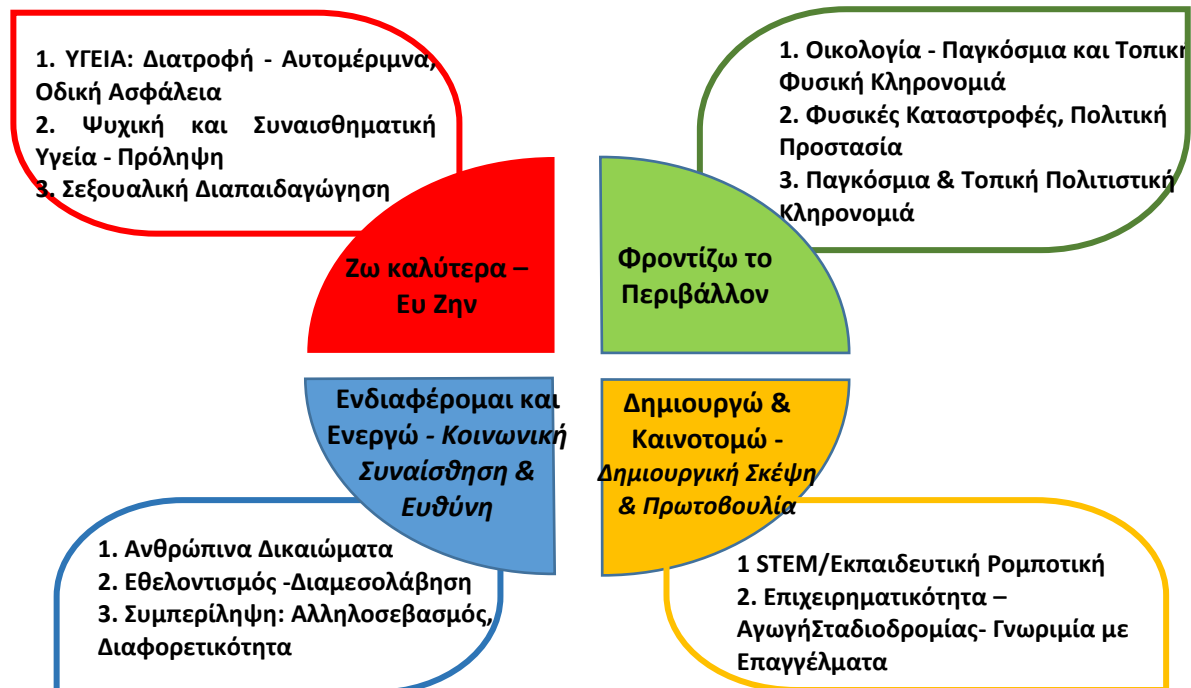 1. ΥΓΕΙΑ: Διατροφή - Αυτομέριμνα,
Οδική Ασφάλεια
2. Ψυχική και Συναισθηματική
Υγεία - Πρόληψη
3. Σεξουαλική Διαπαιδαγώγηση
1. Οικολογία - Παγκόσμια και Τοπική
Φυσική Κληρονομιά
2. Φυσικές Καταστροφές, Πολιτική
Προστασία
3. Παγκόσμια & Τοπική Πολιτιστική
Κληρονομιά
Ζω καλύτερα –
Ευ Ζην
Φροντίζω το
Περιβάλλον
Ενδιαφέρομαι και
Ενεργώ - Κοινωνική
Συναίσθηση &
Ευθύνη
Δημιουργώ &
Καινοτομώ -
Δημιουργική Σκέψη
& Πρωτοβουλία
1. Ανθρώπινα Δικαιώματα
2. Εθελοντισμός -Διαμεσολάβηση
3. Συμπερίληψη: Αλληλοσεβασμός,
Διαφορετικότητα
1 STEM/Εκπαιδευτική Ρομποτική
2. Επιχειρηματικότητα –
ΑγωγήΣταδιοδρομίας- Γνωριμία με
Επαγγέλματα